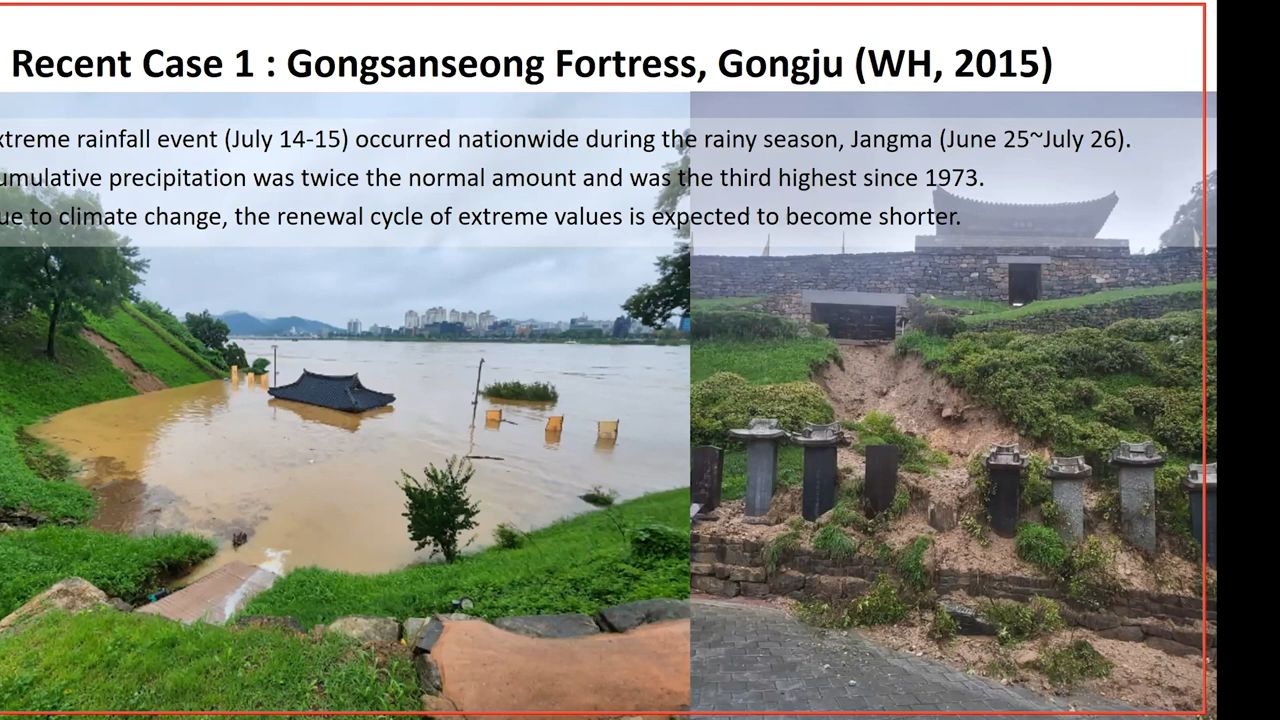 Recent Case 1 : Gongsanseong Fortress, Gongju (WH, 2015)
xtreme rainfall event (July 14-15) occurred nationwide during the rainy season, Jangma (June 25~July 26).
umulative precipitation was twice the normal amount and was the third highest since 1973.
ue to climate change, the renewal cycle of extreme values is expected to become shorter.